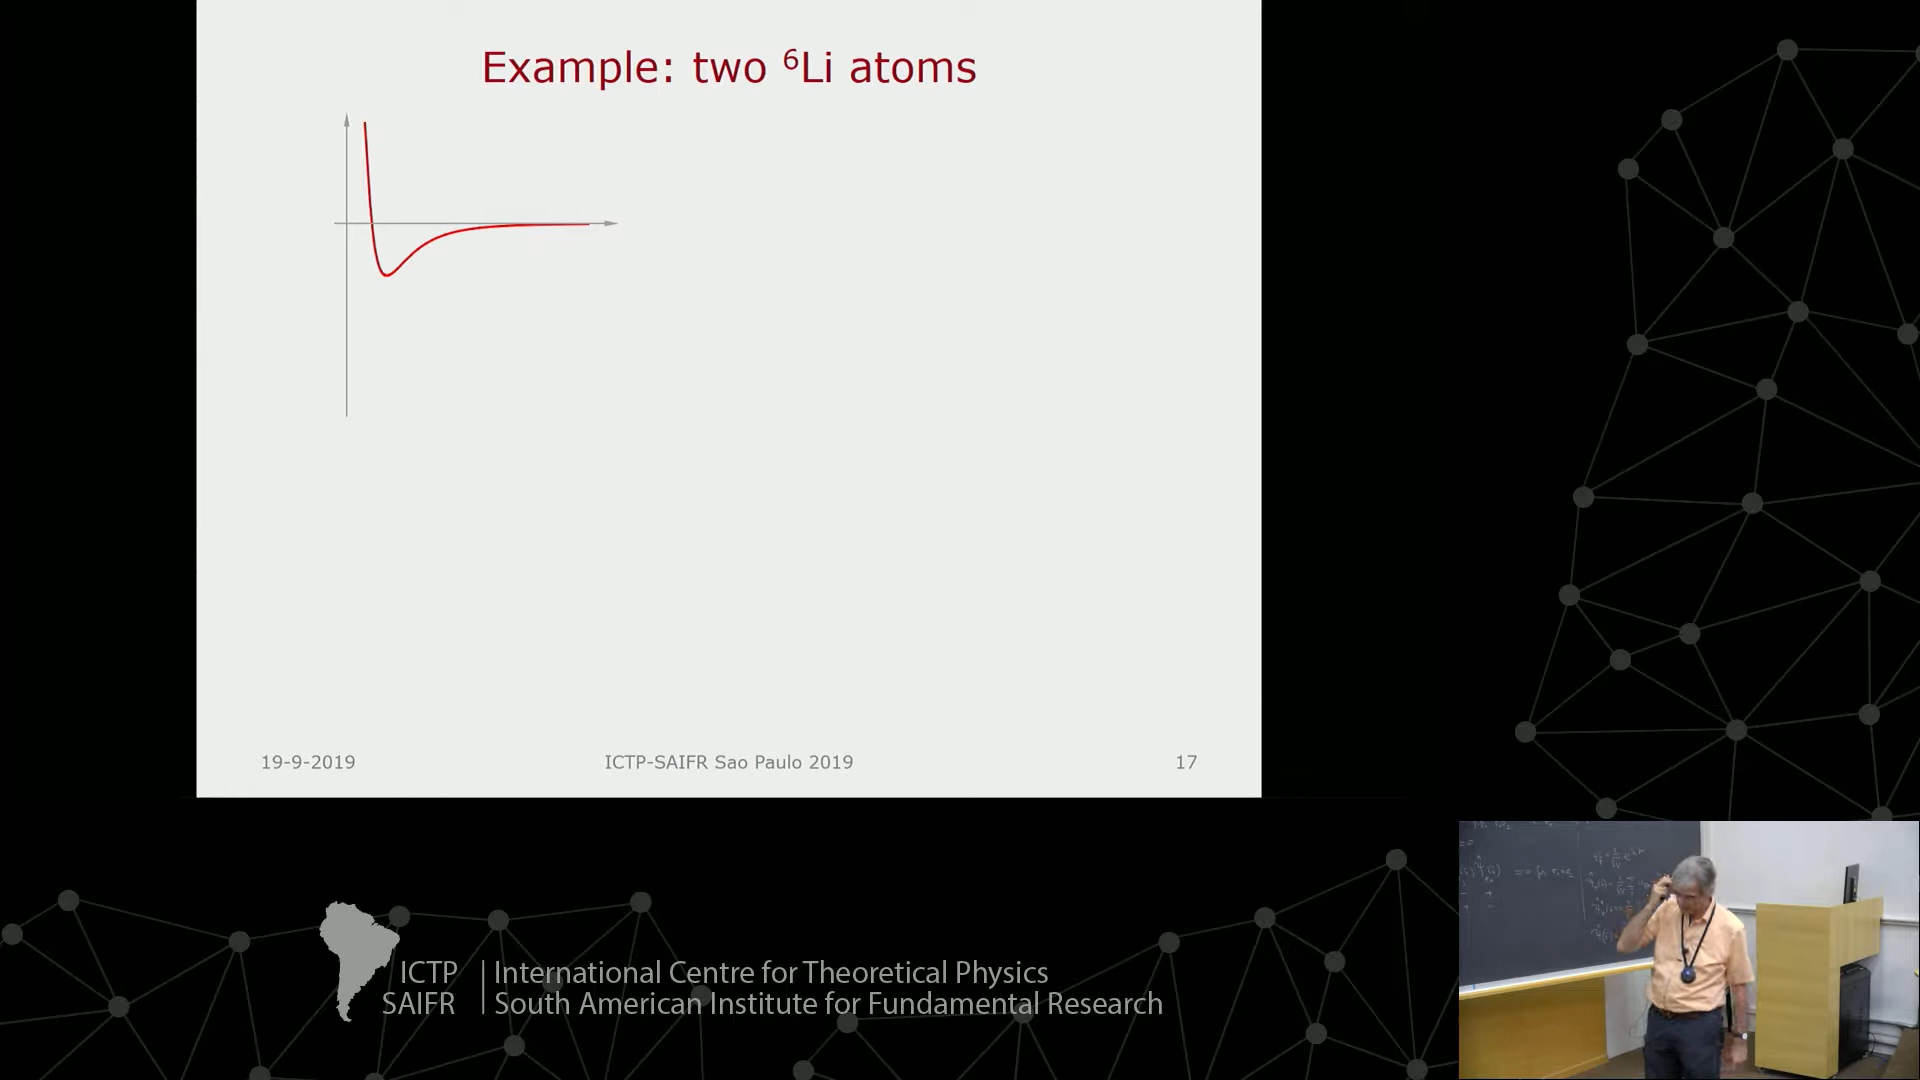 Example: two ⁶Li atoms
19-9-2019
ICTP-SAIFR Sao Paulo 2019
17
ICTP
SAIFR
International Centre for Theoretical Physics
South American Institute for Fundamental Research